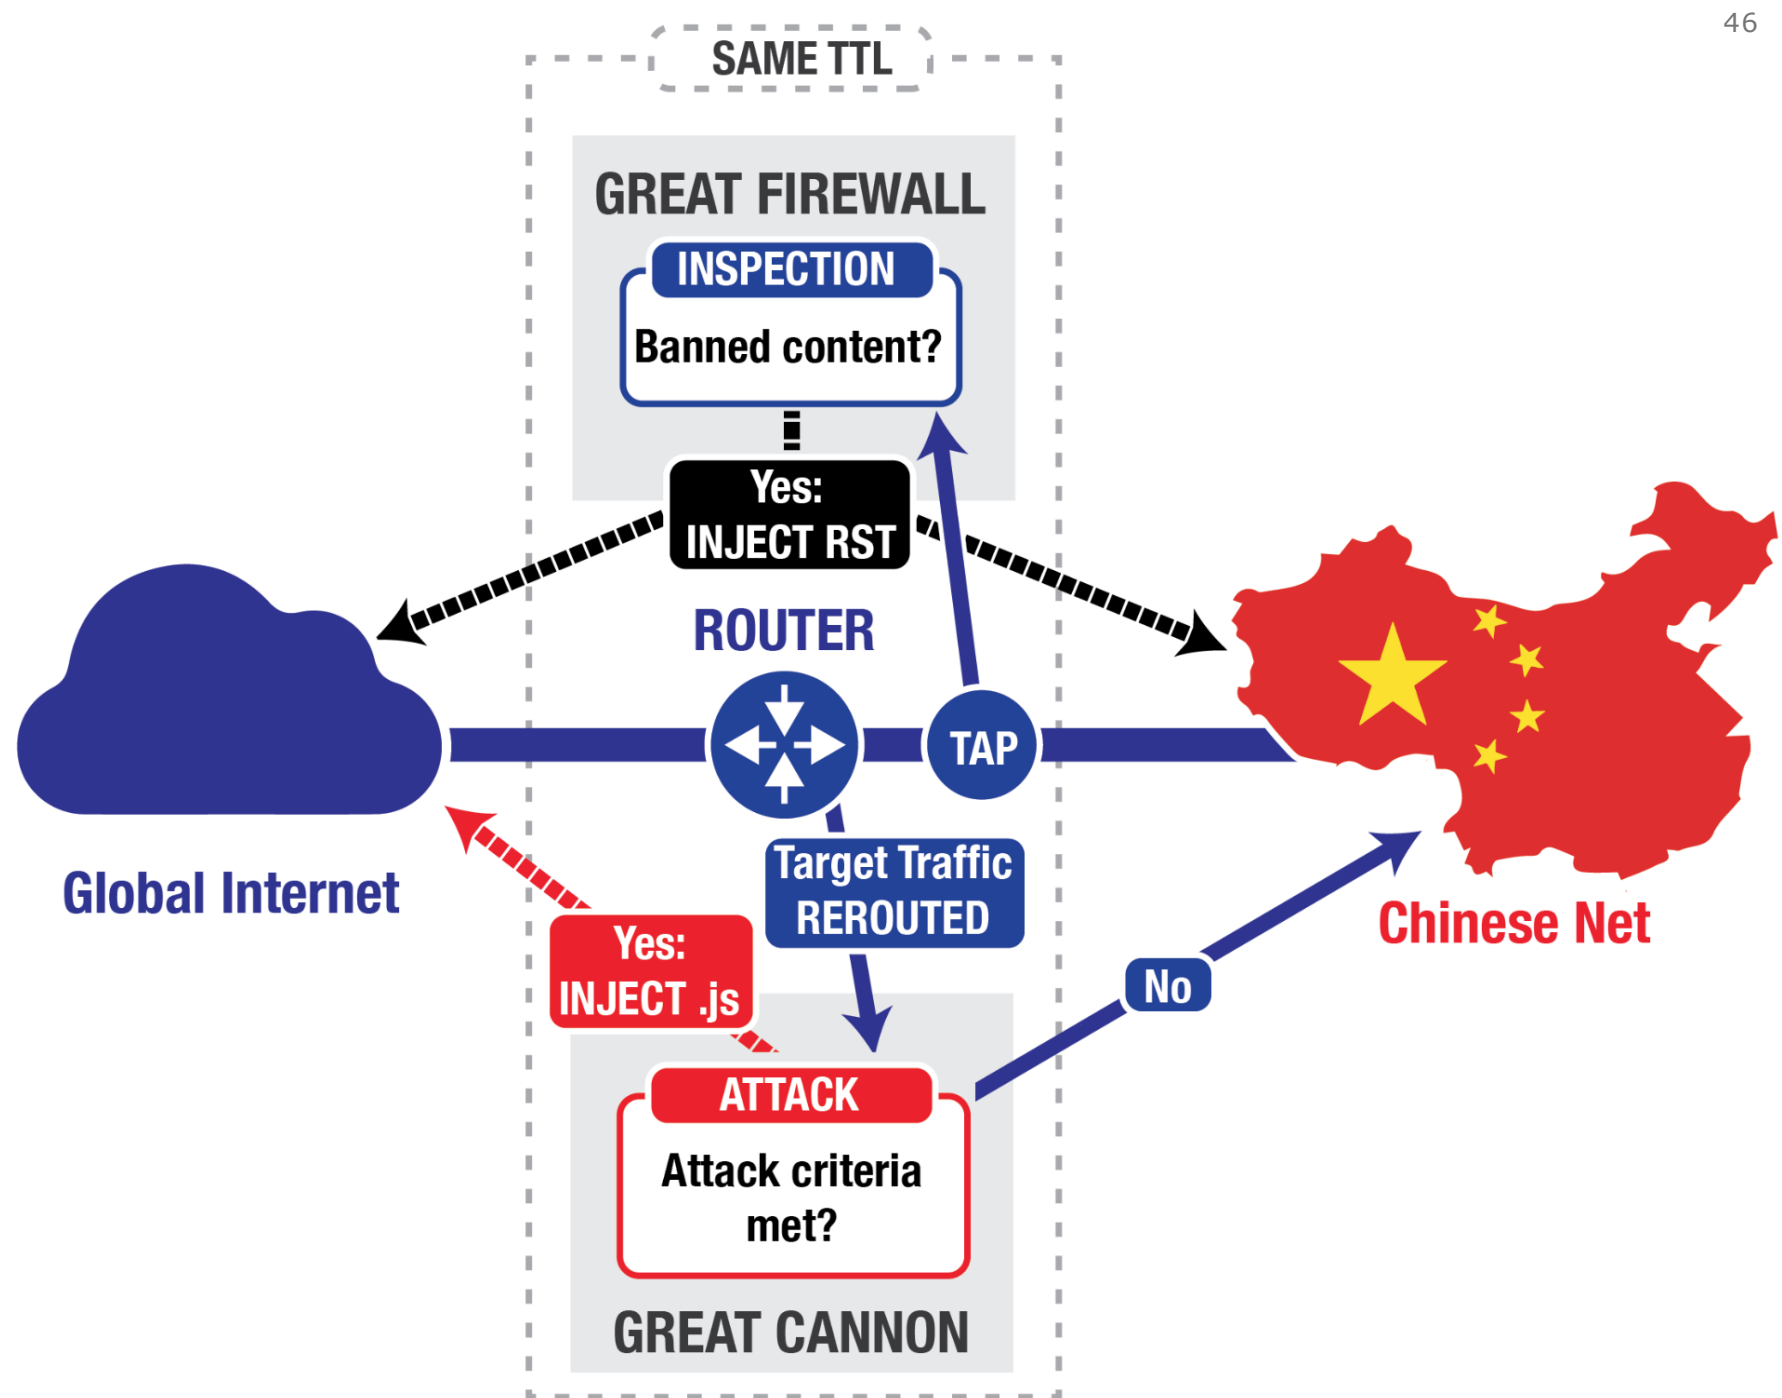 46
SAME TTL
GREAT FIREWALL
INSPECTION
Banned content?
Yes:
INJECT RST
ROUTER
TAP
Global Internet
Target Traffic
REROUTED
Chinese Net
Yes:
INJECT .js
No
ATTACK
Attack criteria
met?
GREAT CANNON